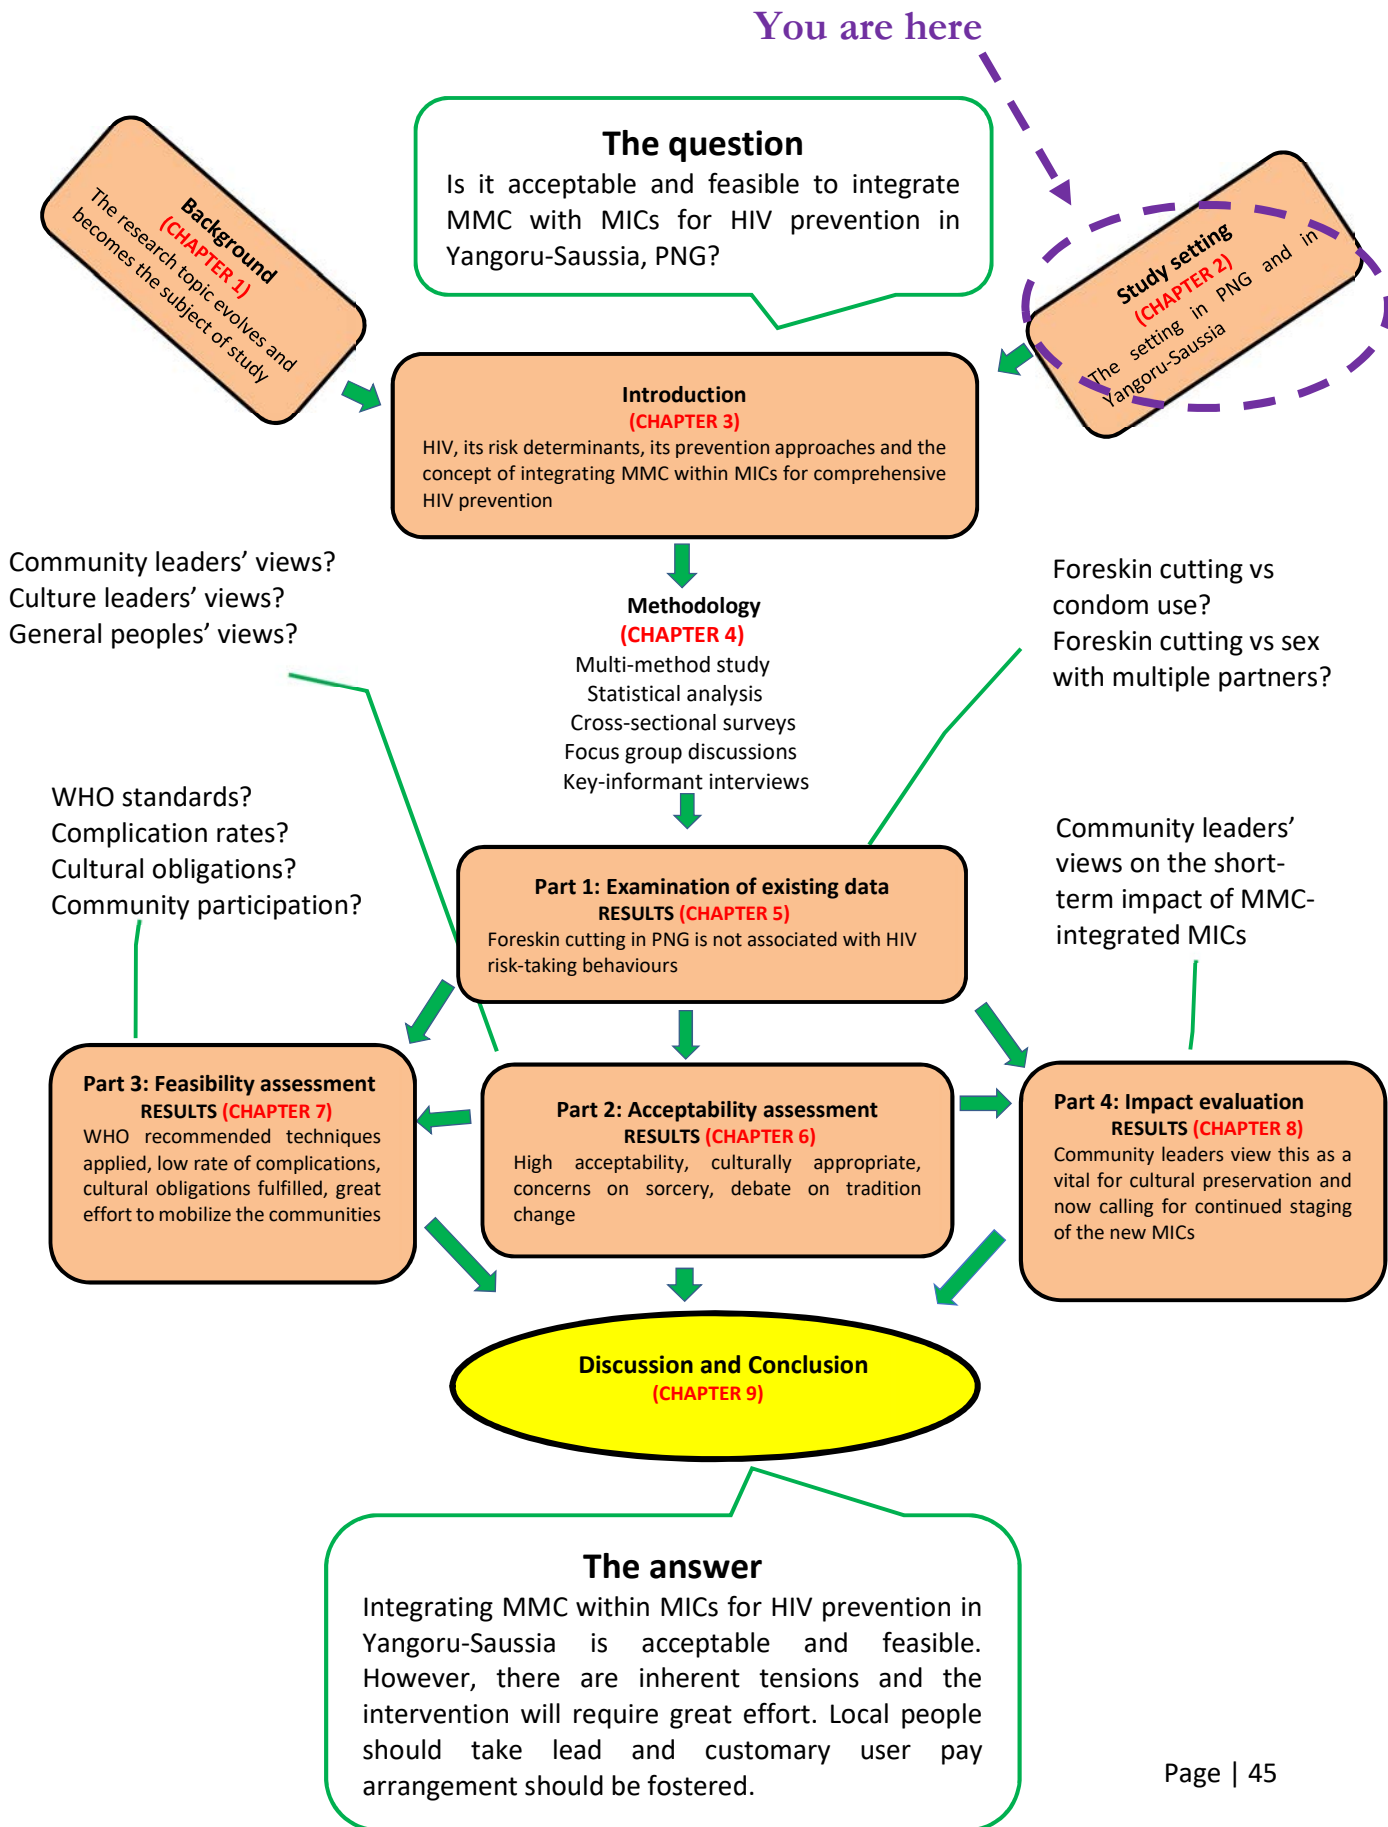 You are here
The question
Is it acceptable and feasible to integrate
MMC with MICs for HIV prevention in
Yangoru-Saussia, PNG?
Background
(CHAPTER 1)
The research topic evolves and
becomes the subject of study
Study setting
(CHAPTER 2)
The setting in PNG and in
Yangoru-Saussia
Introduction
(CHAPTER 3)
HIV, its risk determinants, its prevention approaches and the
concept of integrating MMC within MICs for comprehensive
HIV prevention
Community leaders’ views?
Culture leaders’ views?
General peoples’ views?
Methodology
(CHAPTER 4)
Multi-method study
Statistical analysis
Cross-sectional surveys
Focus group discussions
Key-informant interviews
Foreskin cutting vs
condom use?
Foreskin cutting vs sex
with multiple partners?
WHO standards?
Complication rates?
Cultural obligations?
Community participation?
Community leaders’
views on the short-
term impact of MMC-
integrated MICs
Part 1: Examination of existing data
RESULTS (CHAPTER 5)
Foreskin cutting in PNG is not associated with HIV
risk-taking behaviours
Part 3: Feasibility assessment
RESULTS (CHAPTER 7)
WHO recommended techniques
applied, low rate of complications,
cultural obligations fulfilled, great
effort to mobilize the communities
Part 2: Acceptability assessment
RESULTS (CHAPTER 6)
High acceptability, culturally appropriate,
concerns on sorcery, debate on tradition
change
Part 4: Impact evaluation
RESULTS (CHAPTER 8)
Community leaders view this as a
vital for cultural preservation and
now calling for continued staging
of the new MICs
Discussion and Conclusion
(CHAPTER 9)
The answer
Integrating MMC within MICs for HIV prevention in
Yangoru-Saussia is acceptable and feasible.
However, there are inherent tensions and the
intervention will require great effort. Local people
should take lead and customary user pay
arrangement should be fostered.
Page | 45